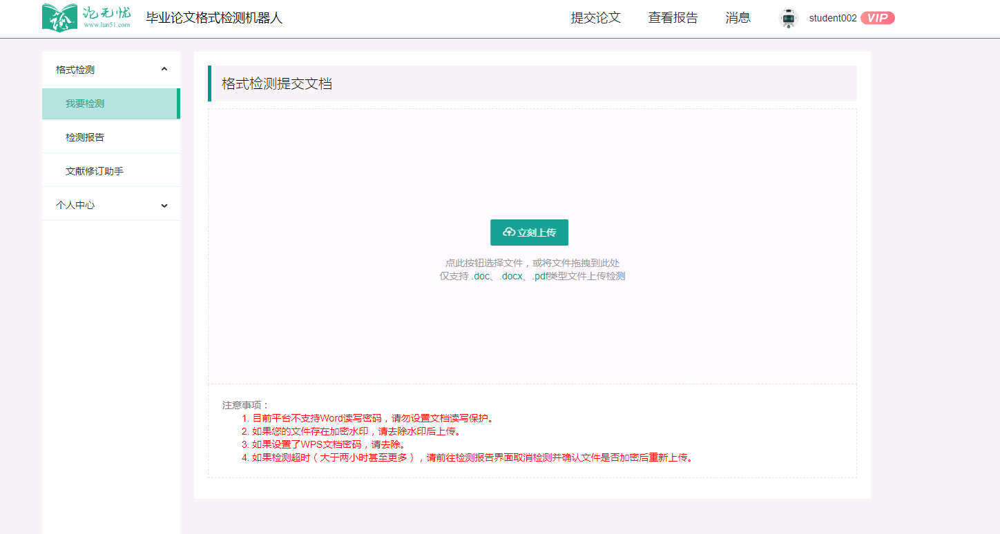 论无忧
www.lun51.com
毕业论文格式检测机器人
提交论文
查看报告
消息
student002
VIP
格式检测
我要检测
检测报告
文献修订助手
个人中心
格式检测提交文档
立刻上传
点此按钮选择文件，或将文件拖拽到此处
仅支持 .doc、.docx、.pdf类型文件上传检测
注意事项：
1. 目前平台不支持Word读写密码，请勿设置文档读写保护。
2. 如果您的文件存在加密水印，请去除水印后上传。
3. 如果设置了WPS文档密码，请去除。
4. 如果检测超时（大于两小时甚至更多），请前往检测报告界面取消检测并确认文件是否加密后重新上传。